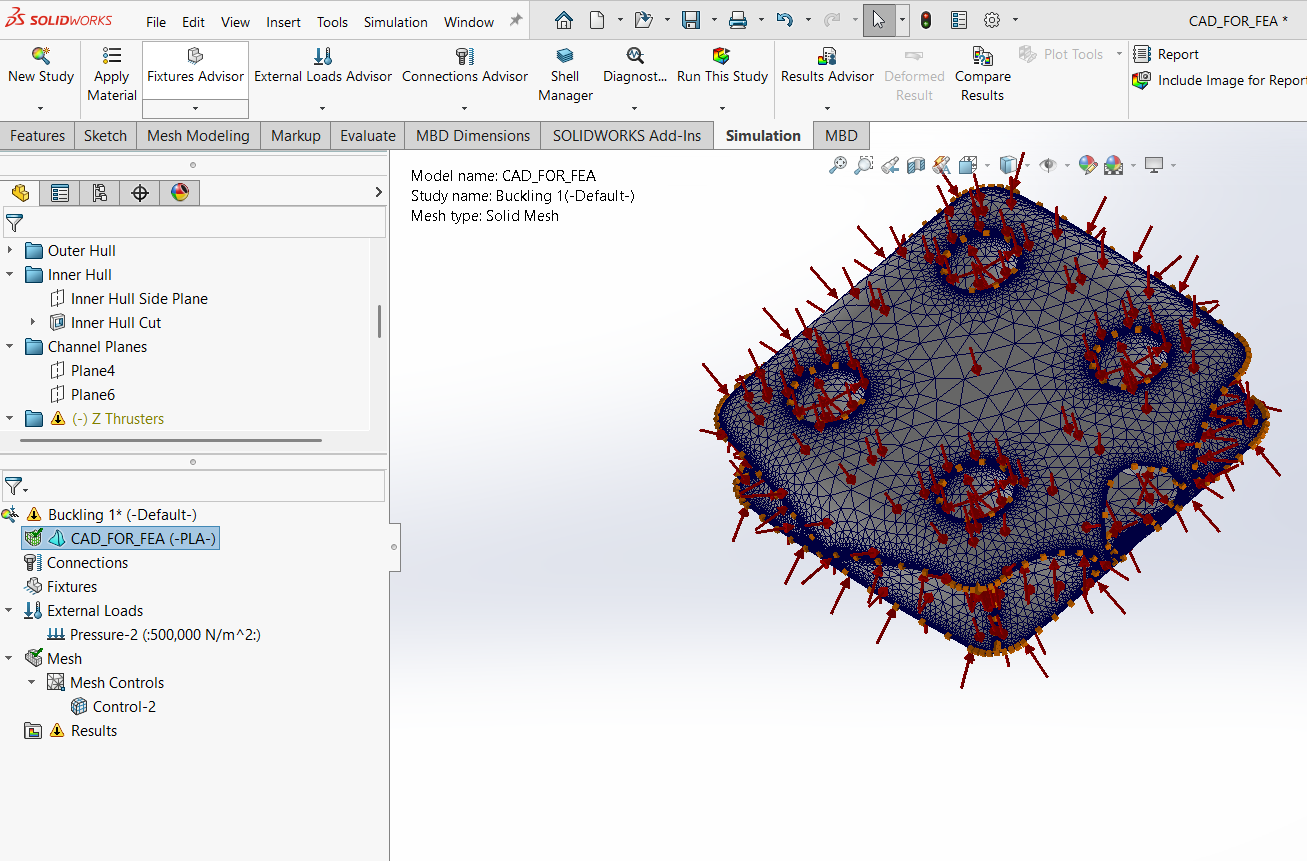 SOLIDWORKS File Edit View Insert Tools Simulation Window CAD_FOR_FEA *
New Study Apply Material Fixtures Advisor External Loads Advisor Connections Advisor Shell Manager Diagnost... Run This Study Results Advisor Deformed Result Compare Results Plot Tools Report
Include Image for Repor
Features Sketch Mesh Modeling Markup Evaluate MBD Dimensions SOLIDWORKS Add-Ins Simulation MBD
Model name: CAD_FOR_FEA
Study name: Buckling 1(-Default-)
Mesh type: Solid Mesh
Outer Hull
Inner Hull
Inner Hull Side Plane
Inner Hull Cut
Channel Planes
Plane4
Plane6
(-) Z Thrusters
Buckling 1* (-Default-)
CAD_FOR_FEA (-PLA-)
Connections
Fixtures
External Loads
Pressure-2 (:500,000 N/m^2:)
Mesh
Mesh Controls
Control-2
Results